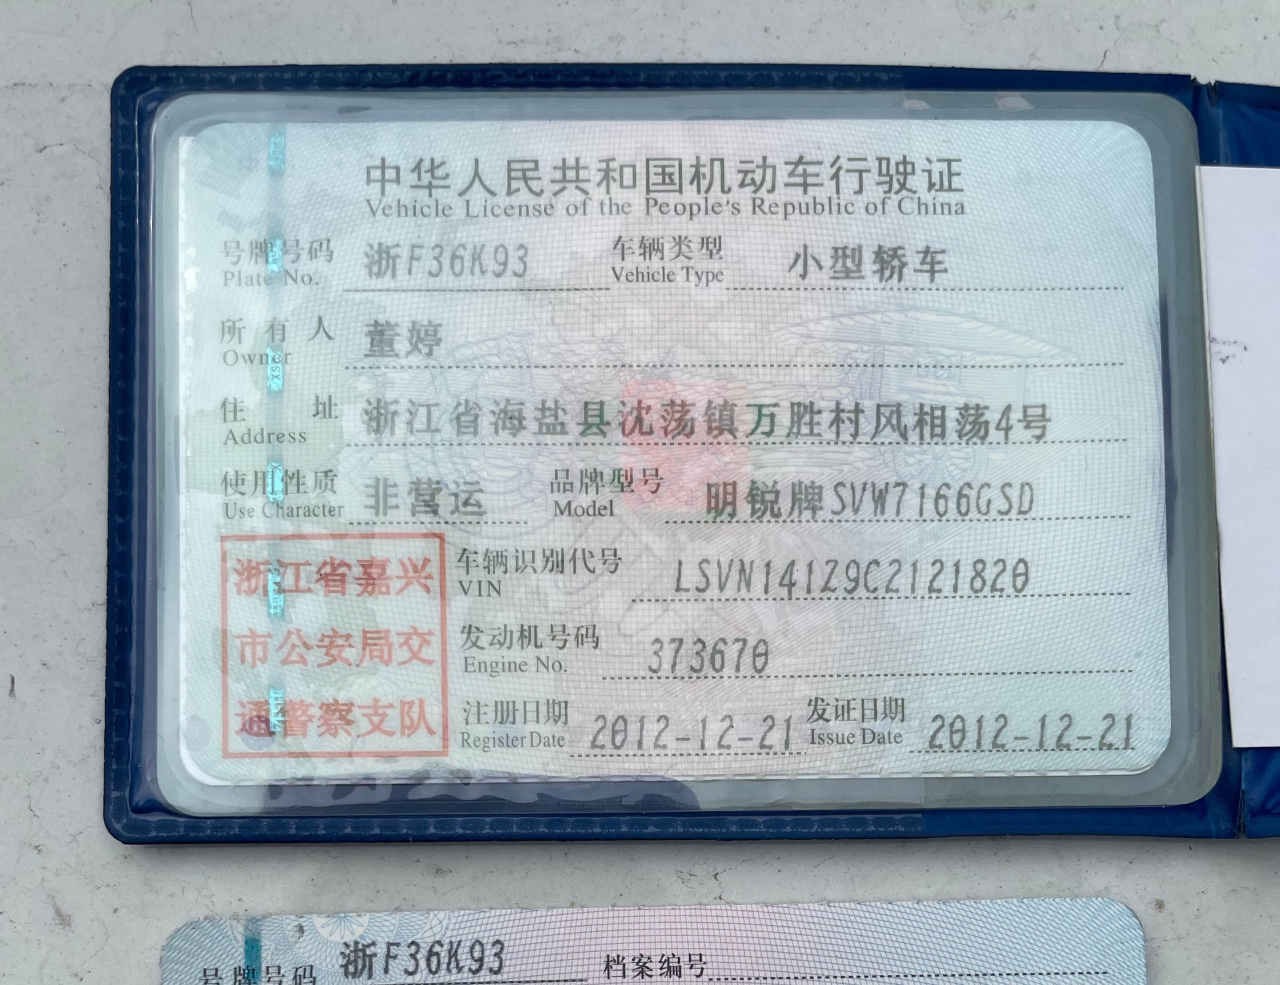 中华人民共和国机动车行驶证
Vehicle License of the People's Republic of China
号牌号码 浙F36K93 车辆类型 小型轿车
Plate No. Vehicle Type
所有人 董婷
Owner
住址 浙江省海盐县沈荡镇万胜村风相荡4号
Address
使用性质 非营运 品牌型号 明锐牌SVW7166GSD
Use Character Model
浙江省嘉兴
市公安局交
通警察支队
车辆识别代号 LSVN141Z9C2121820
VIN
发动机号码 373670
Engine No.
注册日期 2012-12-21 发证日期 2012-12-21
Register Date Issue Date
号牌号码 浙F36K93 档案编号